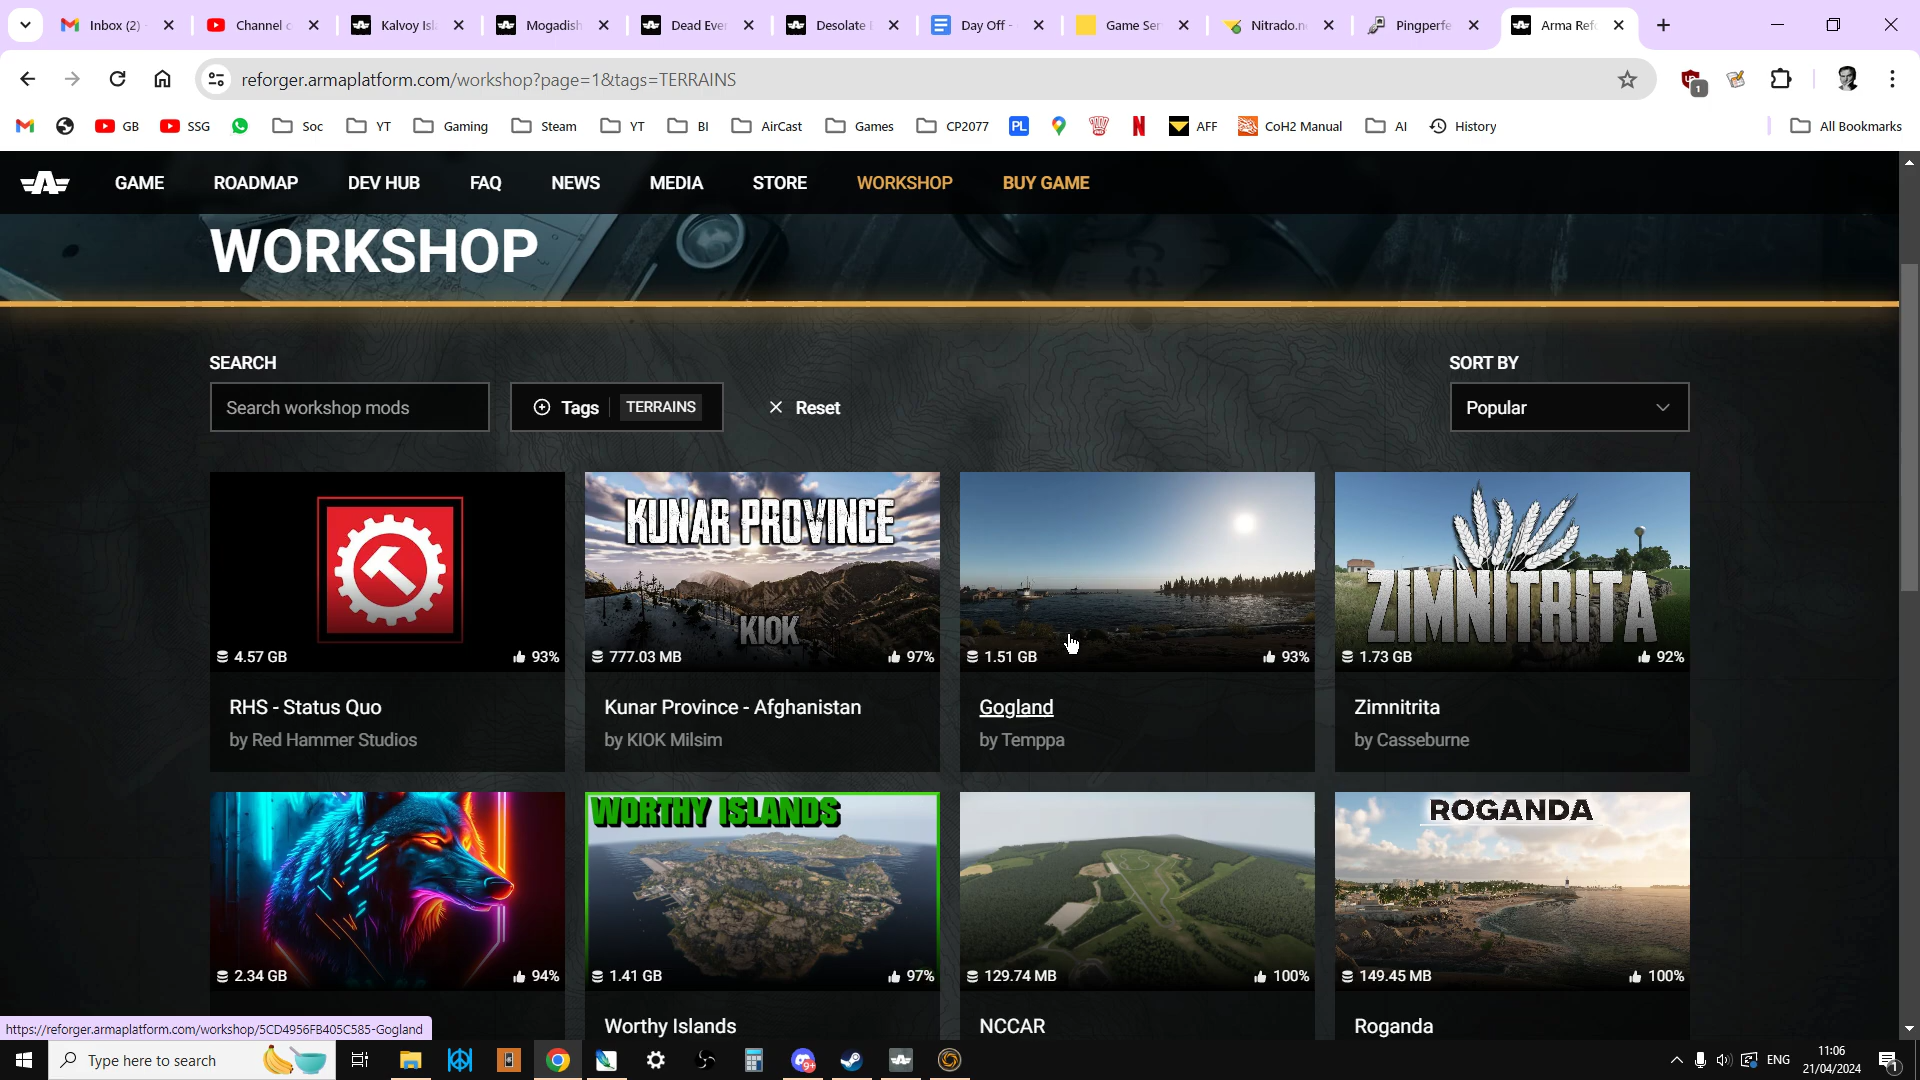 Inbox (2)
Channel c
Kalvoy Isl
Mogadish
Dead Ever
Desolate
Day Off -
Game Ser
Nitrado.n
Pingperfe
Arma Ref
reforger.armaplatform.com/workshop?page=1&tags=TERRAINS
1
GB
SSG
Soc
YT
Gaming
Steam
YT
BI
AirCast
Games
CP2077
PL
N
AFF
CoH2 Manual
AI
History
All Bookmarks
GAME
ROADMAP
DEV HUB
FAQ
NEWS
MEDIA
STORE
WORKSHOP
BUY GAME
WORKSHOP
SEARCH
SORT BY
Search workshop mods
Tags
TERRAINS
Reset
Popular
KUNAR PROVINCE
KIOK
ZIMNITRITA
4.57 GB
93%
777.03 MB
97%
1.51 GB
93%
1.73 GB
92%
RHS - Status Quo
Kunar Province - Afghanistan
Gogland
Zimnitrita
by Red Hammer Studios
by KIOK Milsim
by Temppa
by Casseburne
WORTHY ISLANDS
ROGANDA
2.34 GB
94%
1.41 GB
97%
129.74 MB
100%
149.45 MB
100%
https://reforger.armaplatform.com/workshop/5CD4956FB405C585-Gogland
Worthy Islands
NCCAR
Roganda
Type here to search
9+
ENG
11:06
21/04/2024
1